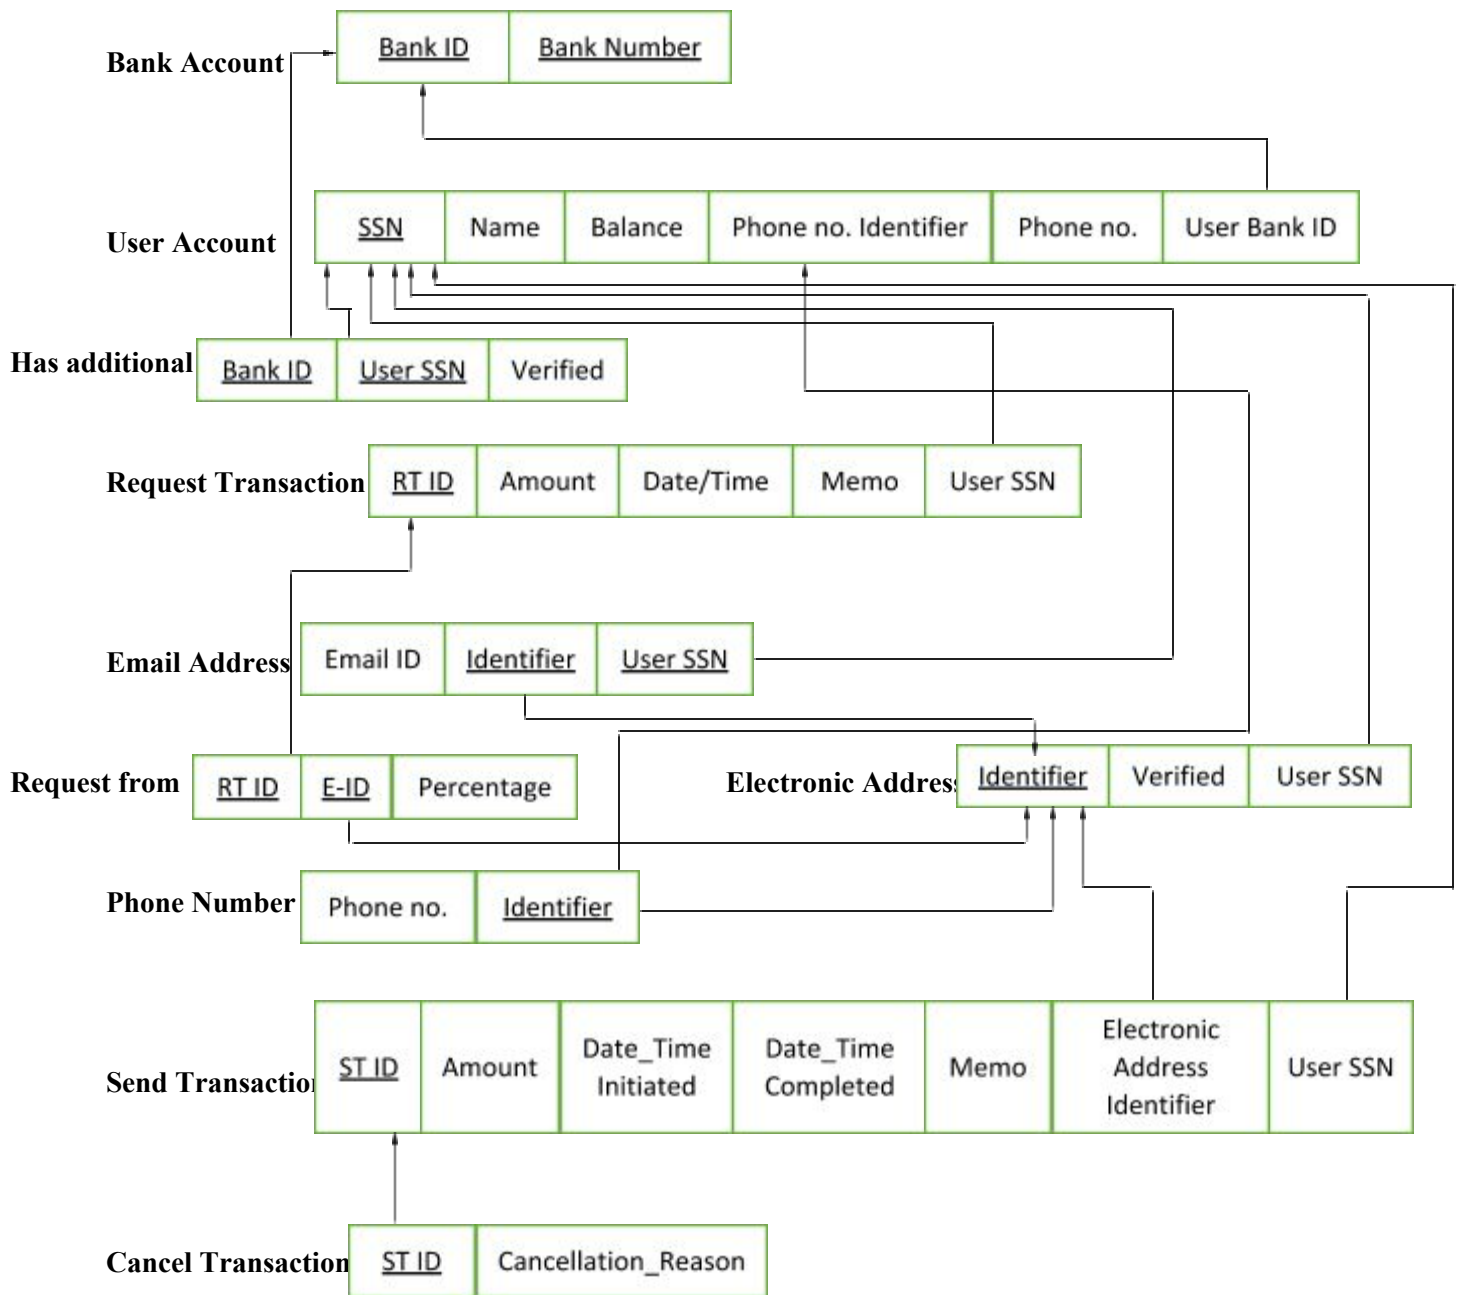 Bank Account Bank ID Bank Number
User Account SSN Name Balance Phone no. Identifier Phone no. User Bank ID
Has additional Bank ID User SSN Verified
Request Transaction RT ID Amount Date/Time Memo User SSN
Email Address Email ID Identifier User SSN
Request from RT ID E-ID Percentage
Electronic Address Identifier Verified User SSN
Phone Number Phone no. Identifier
Send Transaction ST ID Amount Date_Time Initiated Date_Time Completed Memo Electronic Address Identifier User SSN
Cancel Transaction ST ID Cancellation_Reason